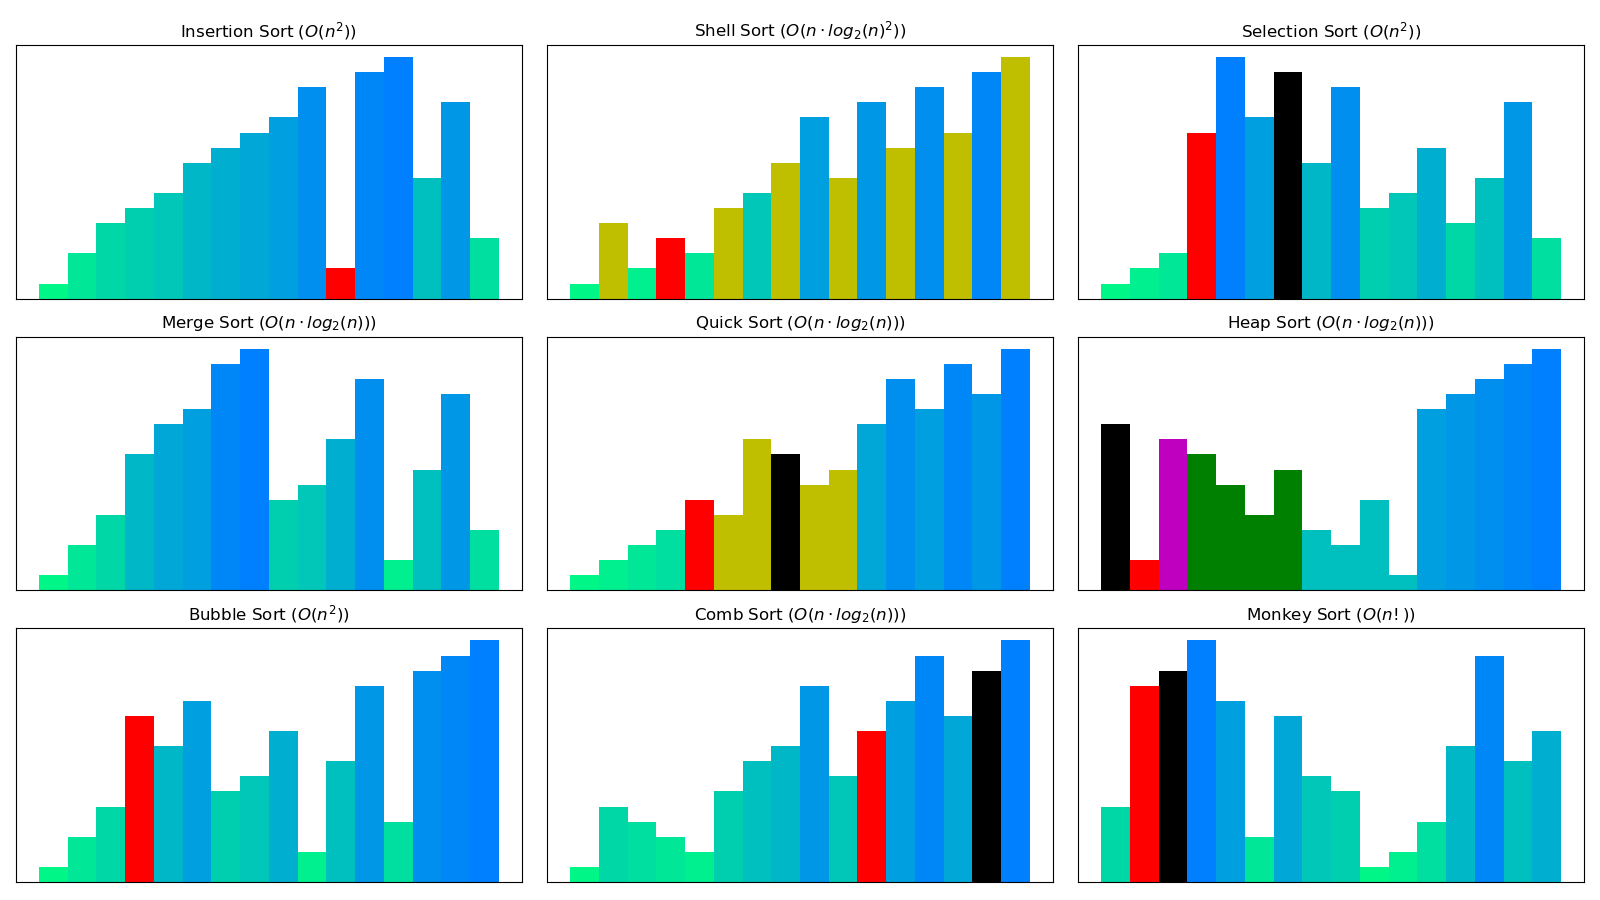 Insertion Sort (O(n²))
Shell Sort (O(n · log₂(n)²))
Selection Sort (O(n²))
Merge Sort (O(n · log₂(n)))
Quick Sort (O(n · log₂(n)))
Heap Sort (O(n · log₂(n)))
Bubble Sort (O(n²))
Comb Sort (O(n · log₂(n)))
Monkey Sort (O(n!))